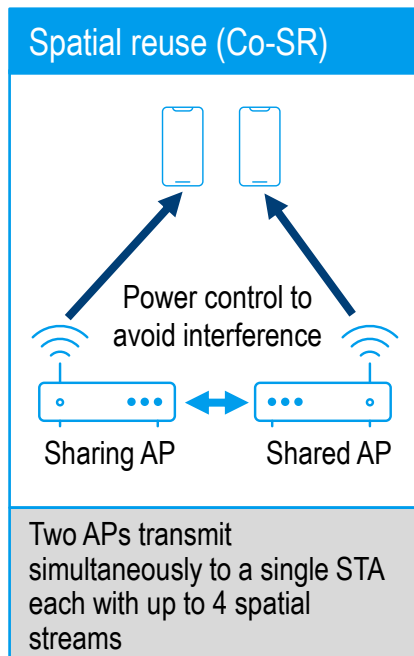 Spatial reuse (Co-SR)
Power control to
avoid interference
Sharing AP
Shared AP
Two APs transmit
simultaneously to a single STA
each with up to 4 spatial
streams